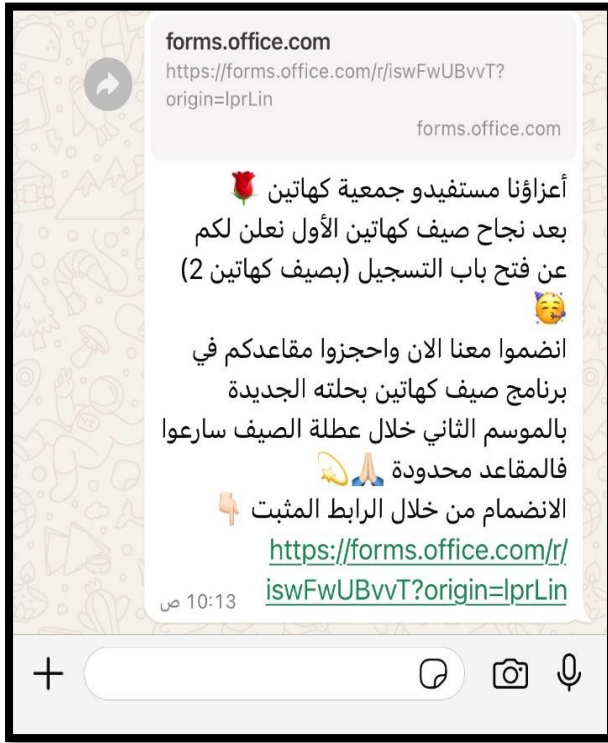 forms.office.com
https://forms.office.com/r/iswFwUBvvT?
origin=lprLin
forms.office.com
أعزاؤنا مستفيدو جمعية كهاتين 🌹
بعد نجاح صيف كهاتين الأول نعلن لكم
عن فتح باب التسجيل (بصيف كهاتين 2)
🥳
انضموا معنا الان واحجزوا مقاعدكم في
برنامج صيف كهاتين بحلته الجديدة
بالموسم الثاني خلال عطلة الصيف سارعوا
فالمقاعد محدودة 🙏🏻💫
الانضمام من خلال الرابط المثبت 👇🏻
https://forms.office.com/r/
iswFwUBvvT?origin=lprLin
10:13 ص